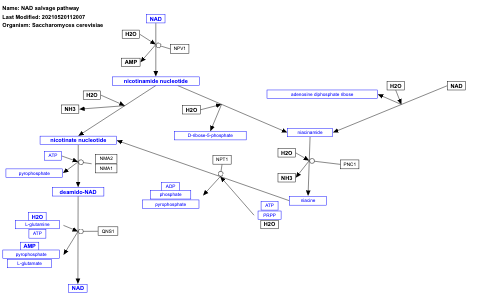 Name: NAD salvage pathway
Last Modified: 20210520112007
Organism: Saccharomyces cerevisiae
NAD
H2O
NPV1
AMP
nicotinamide nucleotide
H2O
NH3
H2O
adenosine diphosphate ribose
H2O
NAD
D-ribose-5-phosphate
niacinamide
nicotinate nucleotide
ATP
pyrophosphate
NMA2
NMA1
NPT1
H2O
PNC1
NH3
deamido-NAD
ADP
phosphate
pyrophosphate
niacine
ATP
PRPP
H2O
H2O
L-glutamine
ATP
QNS1
AMP
pyrophosphate
L-glutamate
NAD